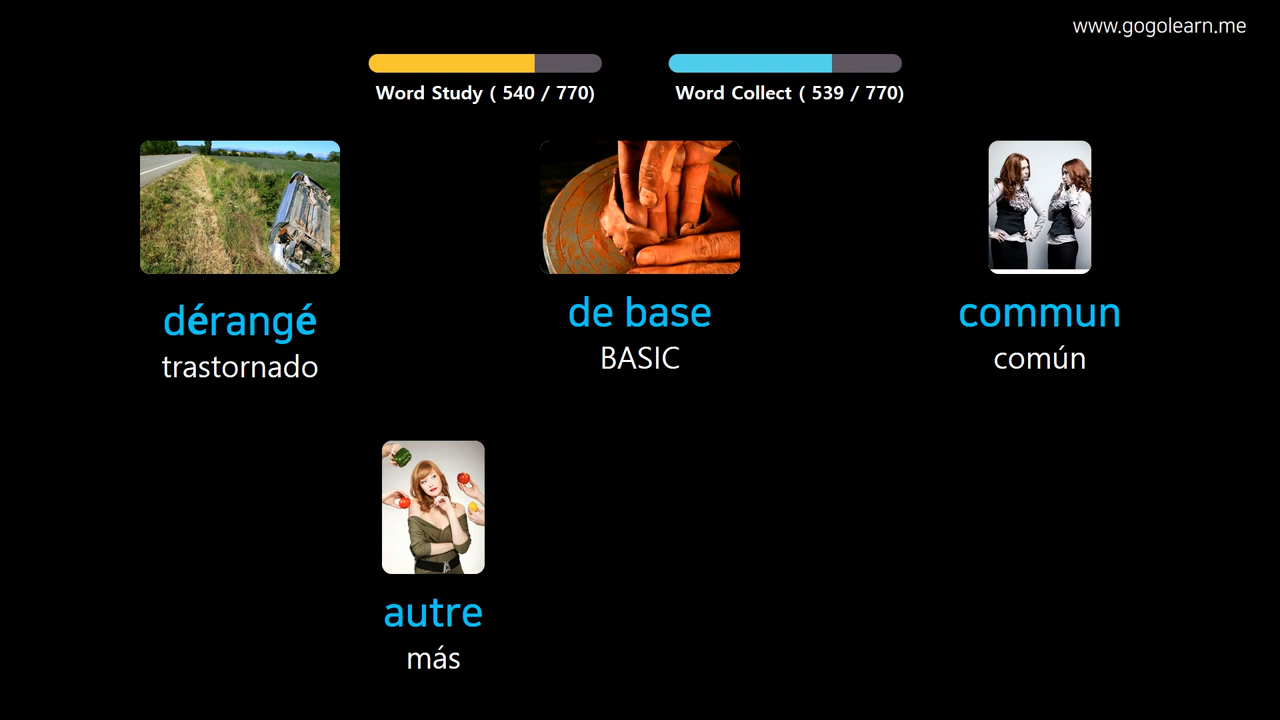 www.gogolearn.me
Word Study ( 540 / 770)
Word Collect ( 539 / 770)
dérangé
trastornado
de base
BASIC
commun
común
autre
más